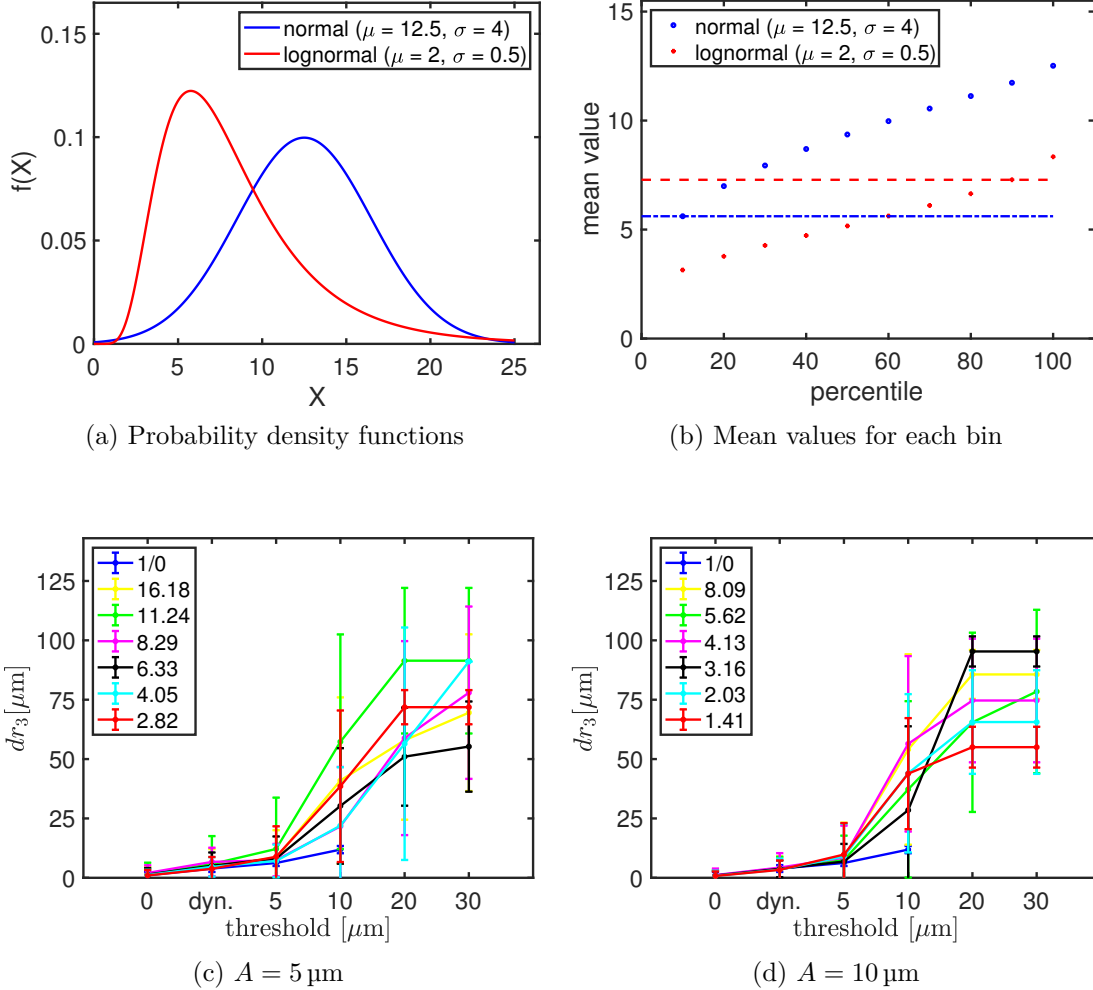 0.15
0.1
0.05
0
f(X)
normal (μ = 12.5, σ = 4)
lognormal (μ = 2, σ = 0.5)
0 5 10 15 20 25
X
(a) Probability density functions
15
10
5
0
mean value
normal (μ = 12.5, σ = 4)
lognormal (μ = 2, σ = 0.5)
0 20 40 60 80 100
percentile
(b) Mean values for each bin
125
100
75
50
25
0
dr₃[μm]
1/0
16.18
11.24
8.29
6.33
4.05
2.82
0 dyn. 5 10 20 30
threshold [μm]
(c) A = 5 µm
125
100
75
50
25
0
dr₃[μm]
1/0
8.09
5.62
4.13
3.16
2.03
1.41
0 dyn. 5 10 20 30
threshold [μm]
(d) A = 10 µm